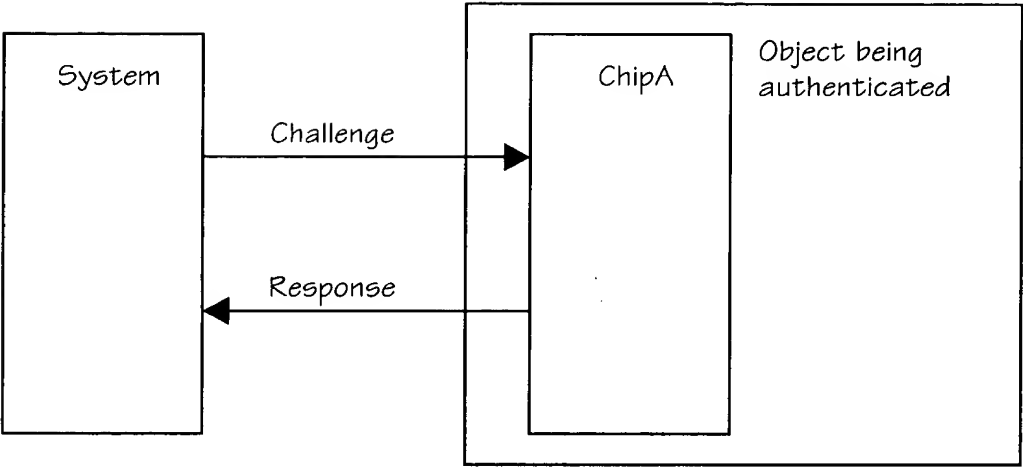 System
ChipA
Object being
authenticated
Challenge
Response